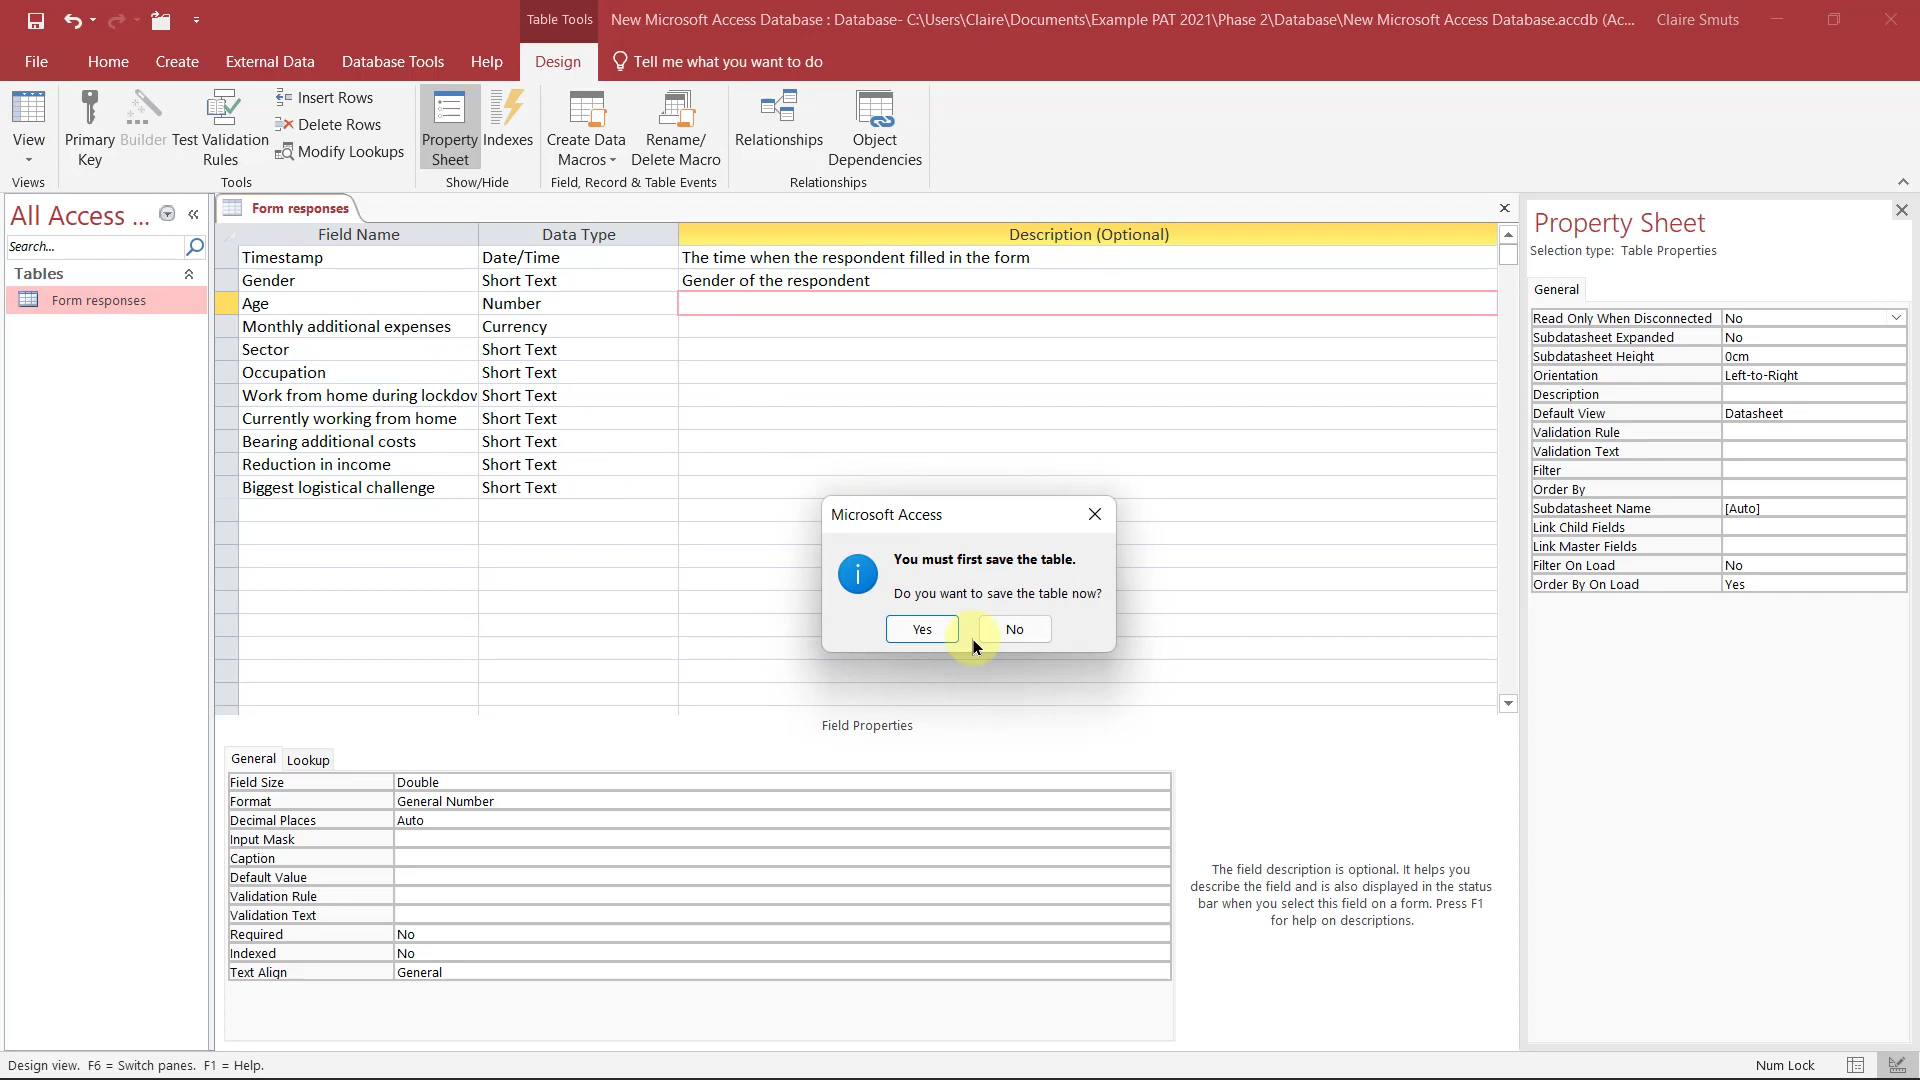 Table Tools
New Microsoft Access Database : Database- C:\Users\Claire\Documents\Example PAT 2021\Phase 2\Database\New Microsoft Access Database.accdb (Ac...
Claire Smuts
File
Home
Create
External Data
Database Tools
Help
Design
Tell me what you want to do
View
Primary Key
Builder
Test Validation Rules
Insert Rows
Delete Rows
Modify Lookups
Property Sheet
Indexes
Create Data Macros
Rename/ Delete Macro
Relationships
Object Dependencies
Views
Tools
Show/Hide
Field, Record & Table Events
Relationships
All Access ...
Search...
Tables
Form responses
Form responses
Field Name Data Type Description (Optional)
Timestamp Date/Time The time when the respondent filled in the form
Gender Short Text Gender of the respondent
Age Number
Monthly additional expenses Currency
Sector Short Text
Occupation Short Text
Work from home during lockdov Short Text
Currently working from home Short Text
Bearing additional costs Short Text
Reduction in income Short Text
Biggest logistical challenge Short Text
Microsoft Access
You must first save the table.
Do you want to save the table now?
Yes
No
Field Properties
General
Lookup
Field Size Double
Format General Number
Decimal Places Auto
Input Mask
Caption
Default Value
Validation Rule
Validation Text
Required No
Indexed No
Text Align General
The field description is optional. It helps you
describe the field and is also displayed in the status
bar when you select this field on a form. Press F1
for help on descriptions.
Property Sheet
Selection type: Table Properties
General
Read Only When Disconnected No
Subdatasheet Expanded No
Subdatasheet Height 0cm
Orientation Left-to-Right
Description
Default View Datasheet
Validation Rule
Validation Text
Filter
Order By
Subdatasheet Name [Auto]
Link Child Fields
Link Master Fields
Filter On Load No
Order By On Load Yes
Design view. F6 = Switch panes. F1 = Help.
Num Lock